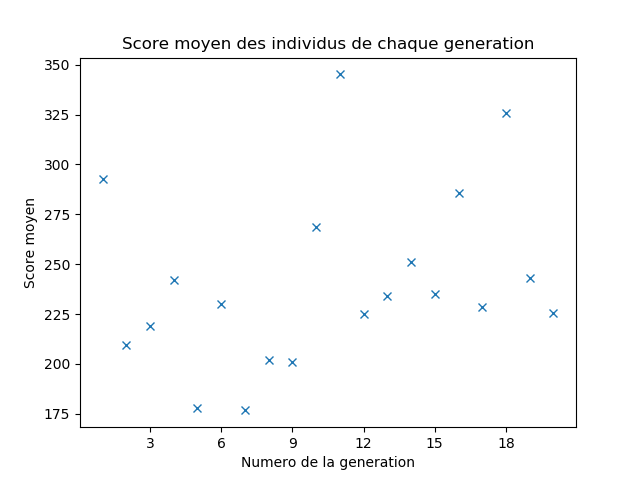 Score moyen des individus de chaque generation
350
325
300
275
250
225
200
175
Score moyen
3 6 9 12 15 18
Numero de la generation